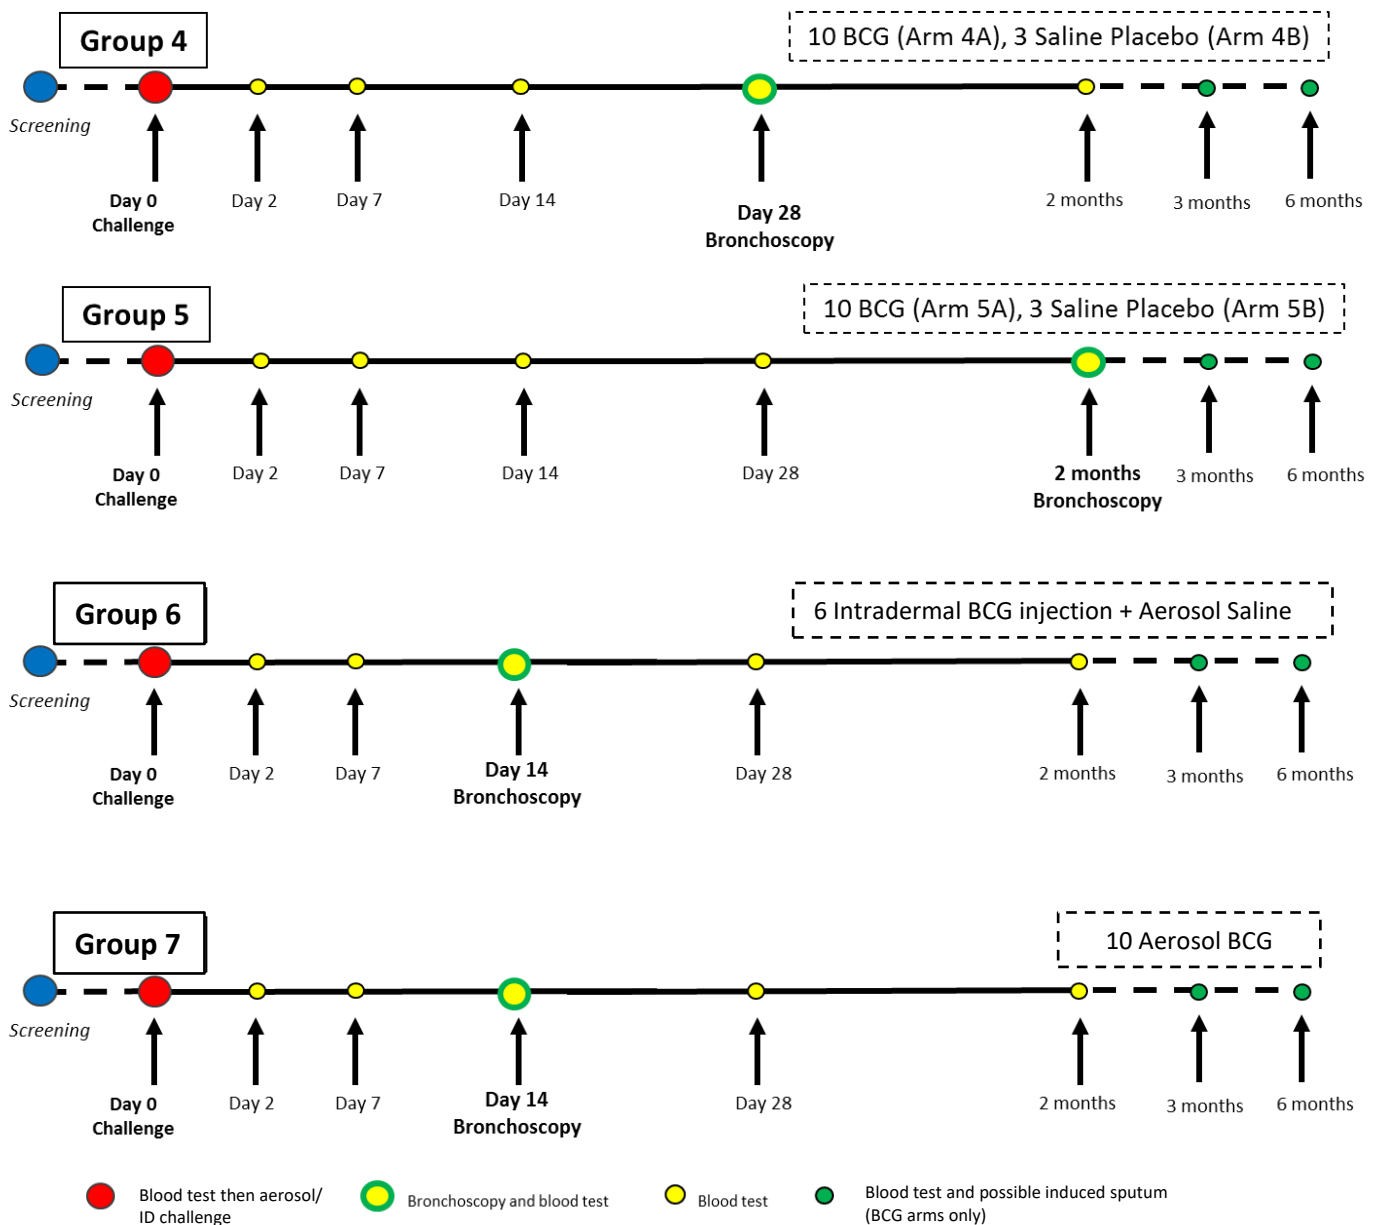 Group 4
10 BCG (Arm 4A), 3 Saline Placebo (Arm 4B)
Screening
Day 0
Challenge
Day 2
Day 7
Day 14
Day 28
Bronchoscopy
2 months
3 months
6 months
Group 5
10 BCG (Arm 5A), 3 Saline Placebo (Arm 5B)
Screening
Day 0
Challenge
Day 2
Day 7
Day 14
Day 28
2 months
Bronchoscopy
3 months
6 months
Group 6
6 Intradermal BCG injection + Aerosol Saline
Screening
Day 0
Challenge
Day 2
Day 7
Day 14
Bronchoscopy
Day 28
2 months
3 months
6 months
Group 7
10 Aerosol BCG
Screening
Day 0
Challenge
Day 2
Day 7
Day 14
Bronchoscopy
Day 28
2 months
3 months
6 months
Blood test then aerosol/
ID challenge
Bronchoscopy and blood test
Blood test
Blood test and possible induced sputum
(BCG arms only)